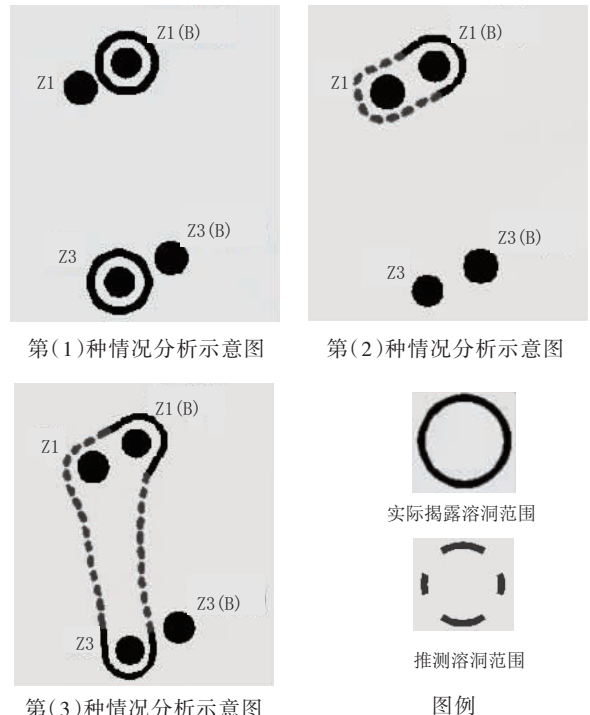 Z1(B)
Z1
Z3(B)
Z3
第(1)种情况分析示意图
Z1(B)
Z1
Z3(B)
Z3
第(2)种情况分析示意图
Z1(B)
Z1
Z3(B)
Z3
第(3)种情况分析示意图
实际揭露溶洞范围
推测溶洞范围
图例